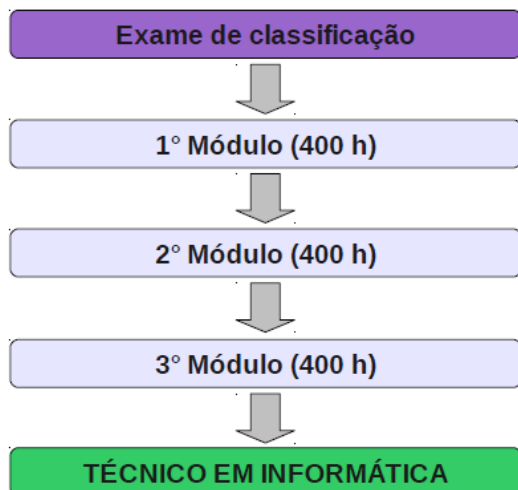 Exame de classificação
1° Módulo (400 h)
2° Módulo (400 h)
3° Módulo (400 h)
TÉCNICO EM INFORMÁTICA